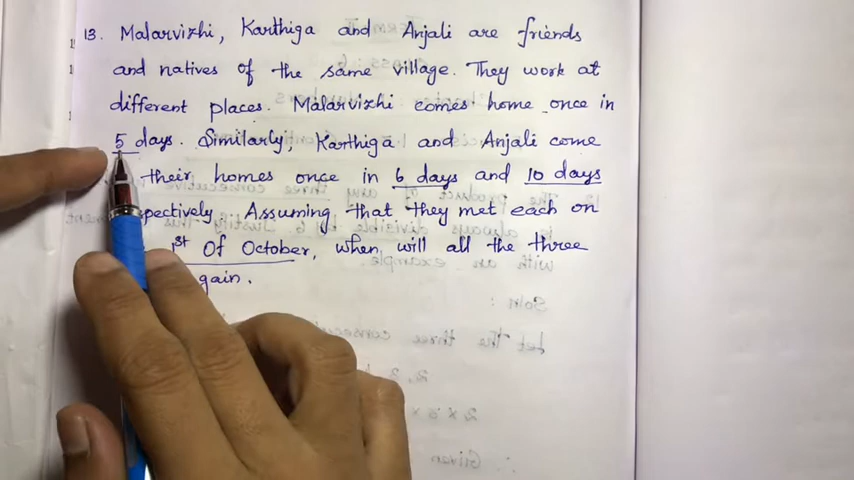 13. Malarvizhi, Karthiga and Anjali are friends
and natives of the same village. They work at
different places. Malarvizhi comes home once in
5 days. Similarly, Karthiga and Anjali come
their homes once in 6 days and 10 days
spectively. Assuming that they met each on
1st Of October, when will all the three
gain.